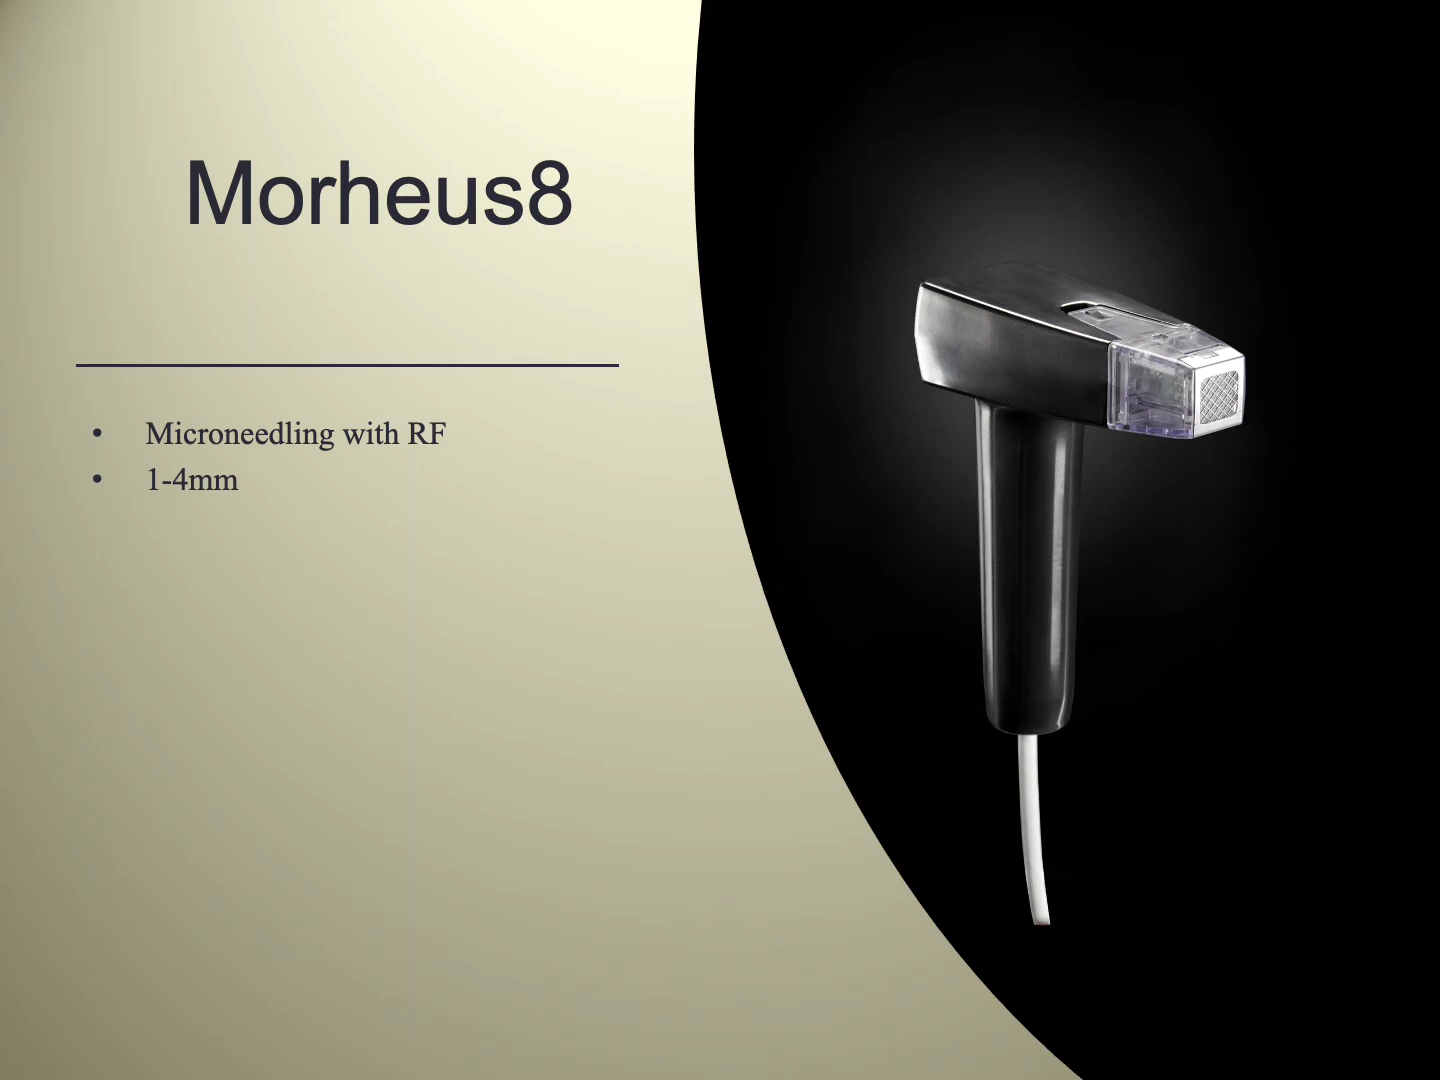 Morheus8
• Microneedling with RF
• 1-4mm